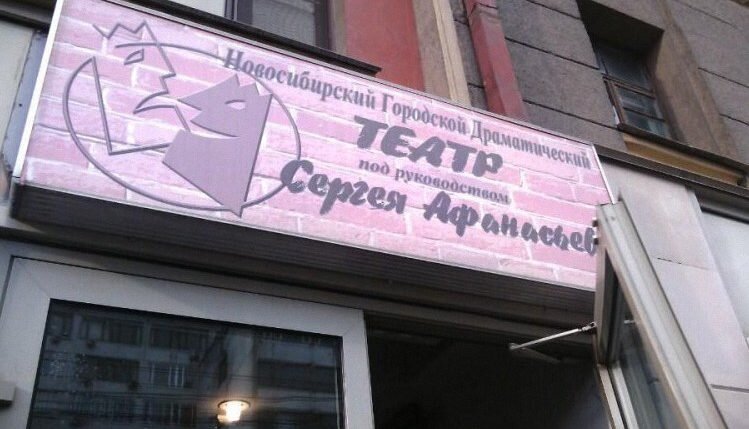 Новосибирский Городской Драматический
ТЕАТР
под руководством
Сергея Афанасьев